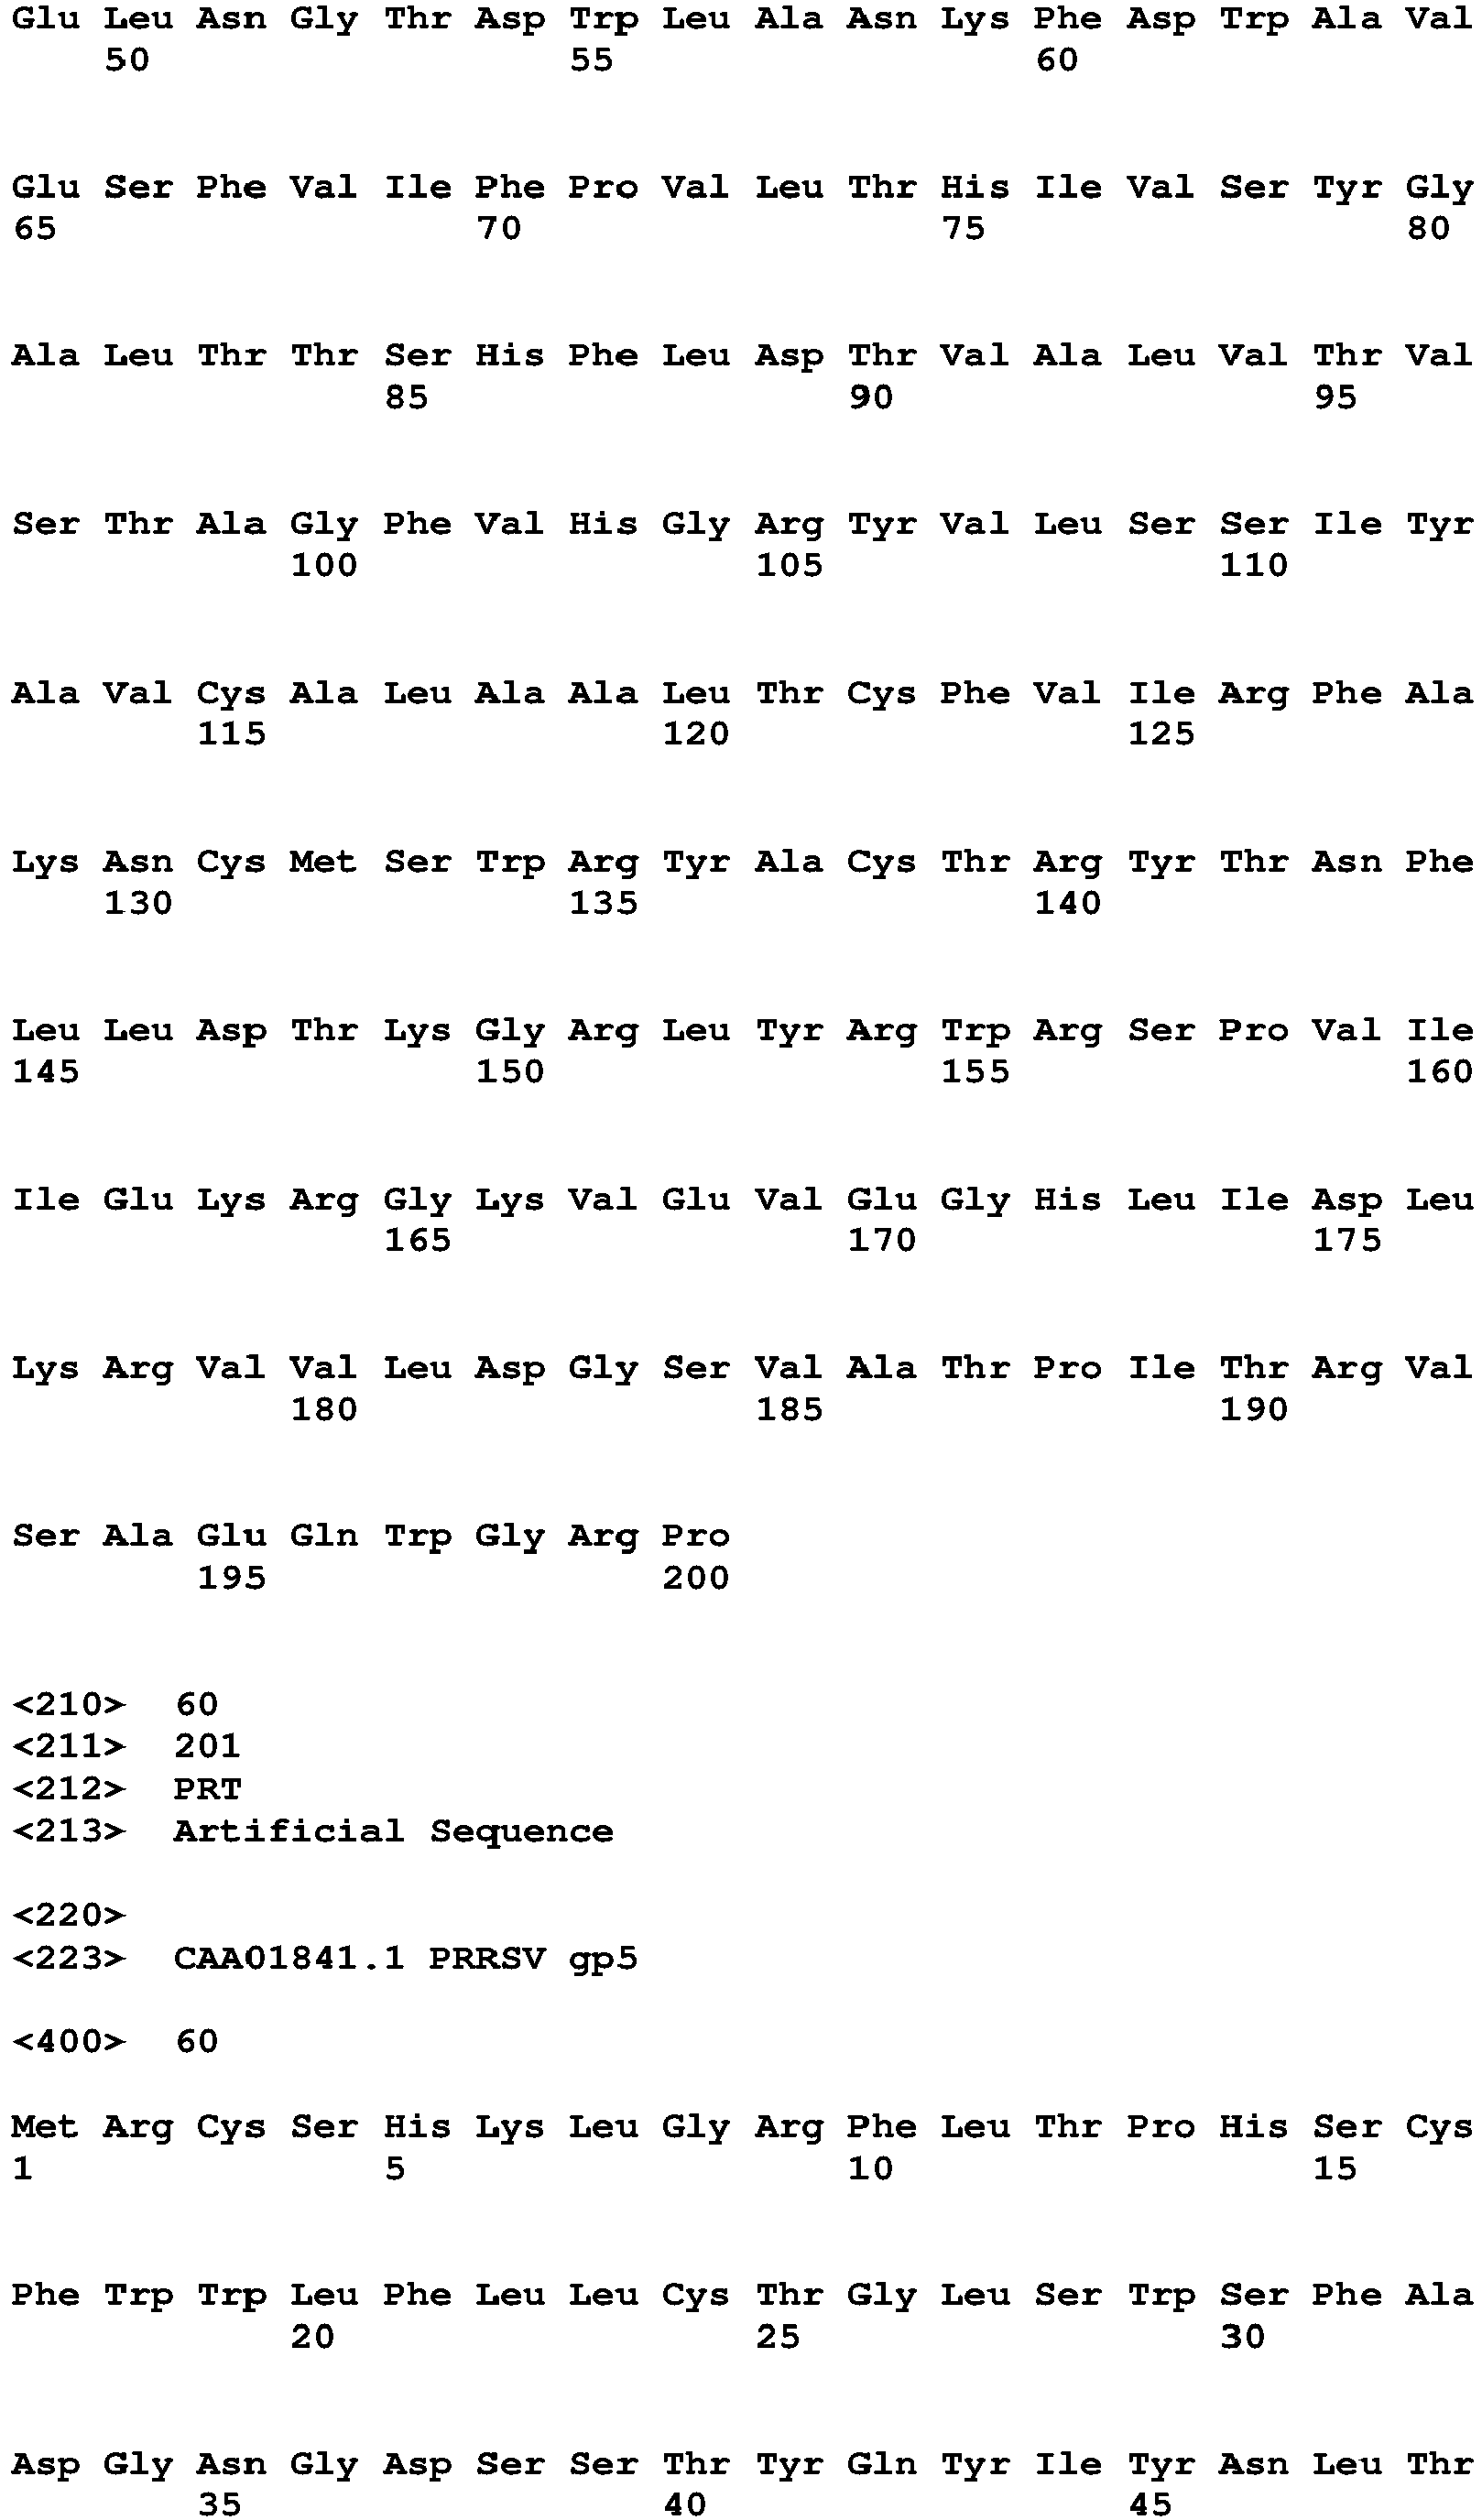 Glu Leu Asn Gly Thr Asp Trp Leu Ala Asn Lys Phe Asp Trp Ala Val
50 55 60
Glu Ser Phe Val Ile Phe Pro Val Leu Thr His Ile Val Ser Tyr Gly
65 70 75 80
Ala Leu Thr Thr Ser His Phe Leu Asp Thr Val Ala Leu Val Thr Val
85 90 95
Ser Thr Ala Gly Phe Val His Gly Arg Tyr Val Leu Ser Ser Ile Tyr
100 105 110
Ala Val Cys Ala Leu Ala Ala Leu Thr Cys Phe Val Ile Arg Phe Ala
115 120 125
Lys Asn Cys Met Ser Trp Arg Tyr Ala Cys Thr Arg Tyr Thr Asn Phe
130 135 140
Leu Leu Asp Thr Lys Gly Arg Leu Tyr Arg Trp Arg Ser Pro Val Ile
145 150 155 160
Ile Glu Lys Arg Gly Lys Val Glu Val Glu Gly His Leu Ile Asp Leu
165 170 175
Lys Arg Val Val Leu Asp Gly Ser Val Ala Thr Pro Ile Thr Arg Val
180 185 190
Ser Ala Glu Gln Trp Gly Arg Pro
195 200
<210> 60
<211> 201
<212> PRT
<213> Artificial Sequence
<220>
<223> CAA01841.1 PRRSV gp5
<400> 60
Met Arg Cys Ser His Lys Leu Gly Arg Phe Leu Thr Pro His Ser Cys
1 5 10 15
Phe Trp Trp Leu Phe Leu Leu Cys Thr Gly Leu Ser Trp Ser Phe Ala
20 25 30
Asp Gly Asn Gly Asp Ser Ser Thr Tyr Gln Tyr Ile Tyr Asn Leu Thr
35 40 45